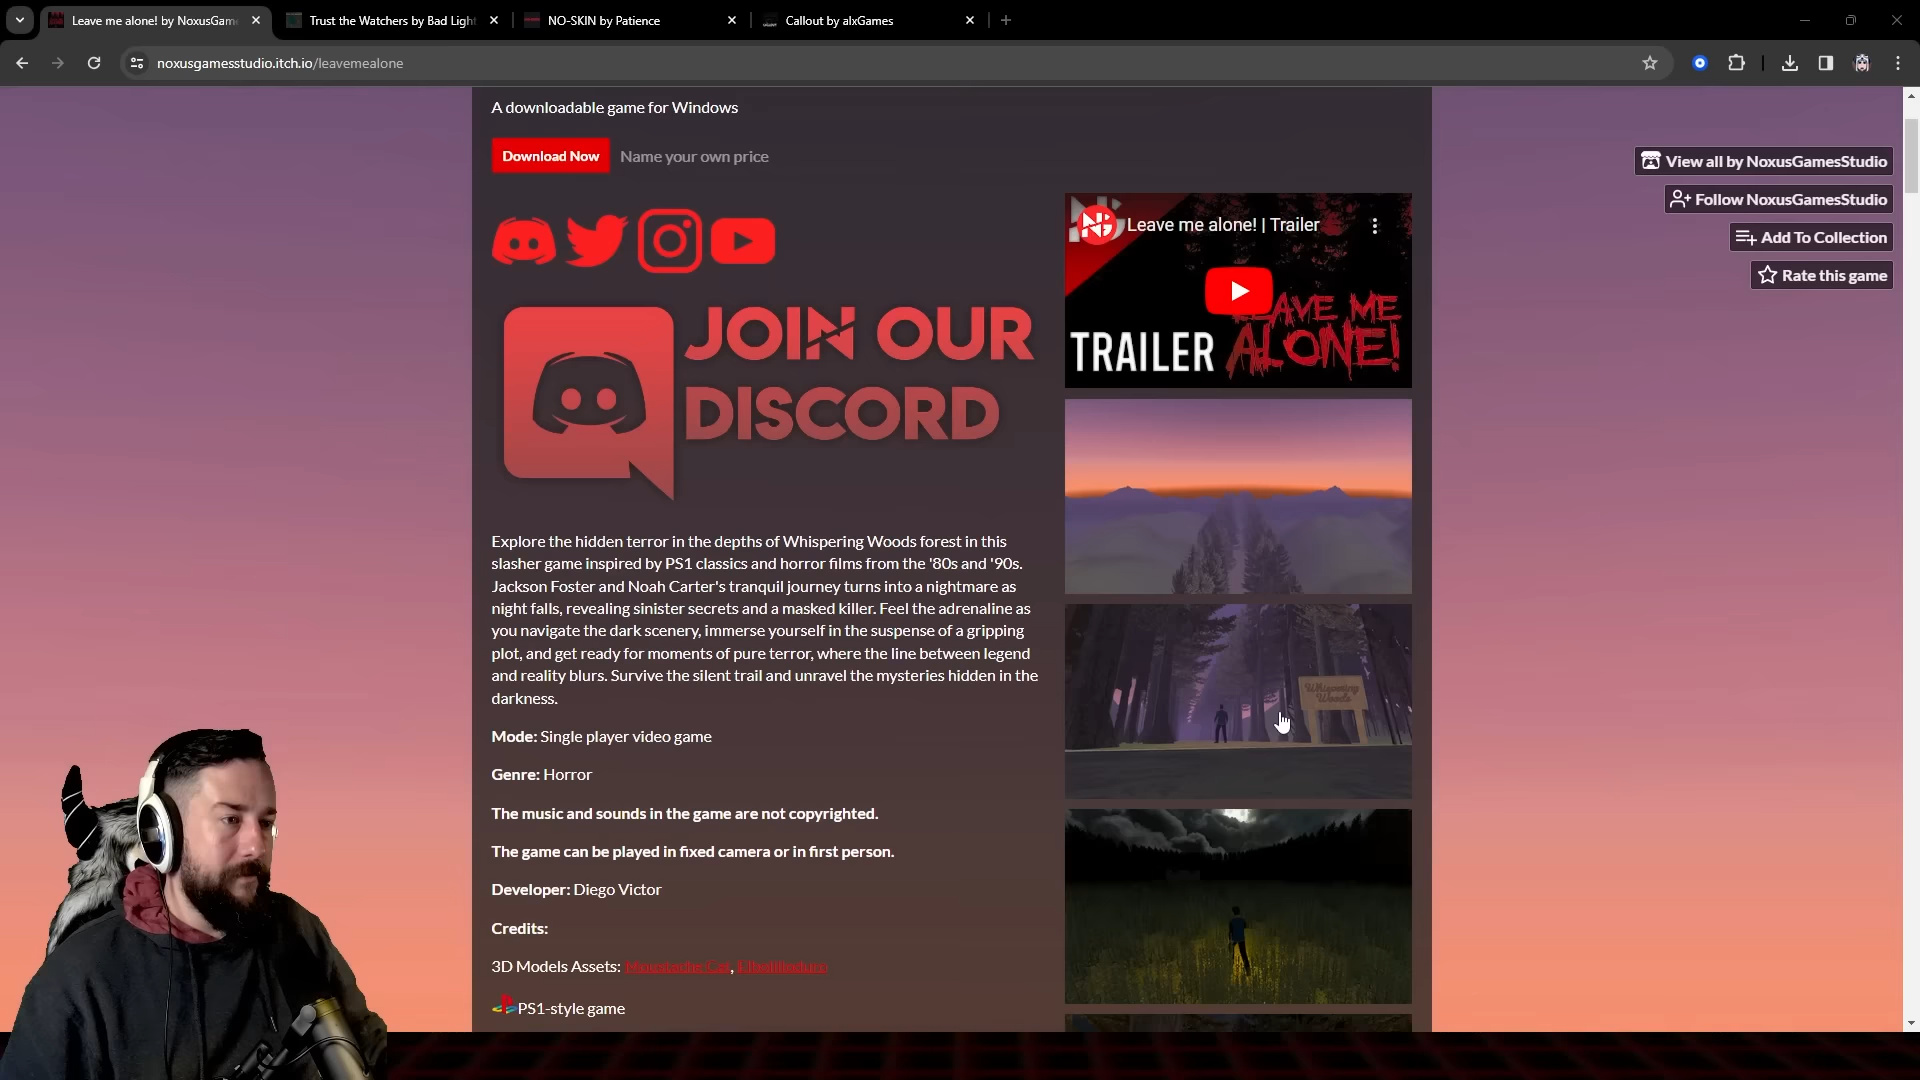 Leave me alone! by NoxusGam
Trust the Watchers by Bad Light
NO-SKIN by Patience
Callout by alxGames
noxusgamesstudio.itch.io/leavemealone
A downloadable game for Windows
Download Now
Name your own price
JOIN OUR
DISCORD
Leave me alone! | Trailer
TRAILER
LEAVE ME
ALONE!
View all by NoxusGamesStudio
Follow NoxusGamesStudio
Add To Collection
Rate this game
Explore the hidden terror in the depths of Whispering Woods forest in this
slasher game inspired by PS1 classics and horror films from the '80s and '90s.
Jackson Foster and Noah Carter's tranquil journey turns into a nightmare as
night falls, revealing sinister secrets and a masked killer. Feel the adrenaline as
you navigate the dark scenery, immerse yourself in the suspense of a gripping
plot, and get ready for moments of pure terror, where the line between legend
and reality blurs. Survive the silent trail and unravel the mysteries hidden in the
darkness.
Whispering
Woods
Mode: Single player video game
Genre: Horror
The music and sounds in the game are not copyrighted.
The game can be played in fixed camera or in first person.
Developer: Diego Victor
Credits:
3D Models Assets:
PS1-style game